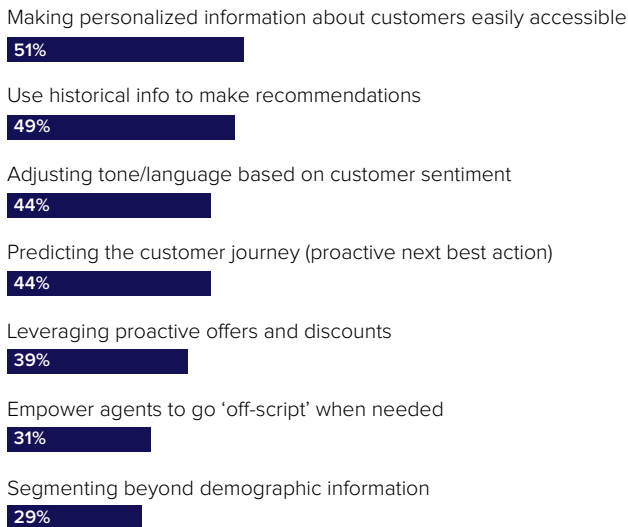 Making personalized information about customers easily accessible
51%
Use historical info to make recommendations
49%
Adjusting tone/language based on customer sentiment
44%
Predicting the customer journey (proactive next best action)
44%
Leveraging proactive offers and discounts
39%
Empower agents to go ‘off-script’ when needed
31%
Segmenting beyond demographic information
29%